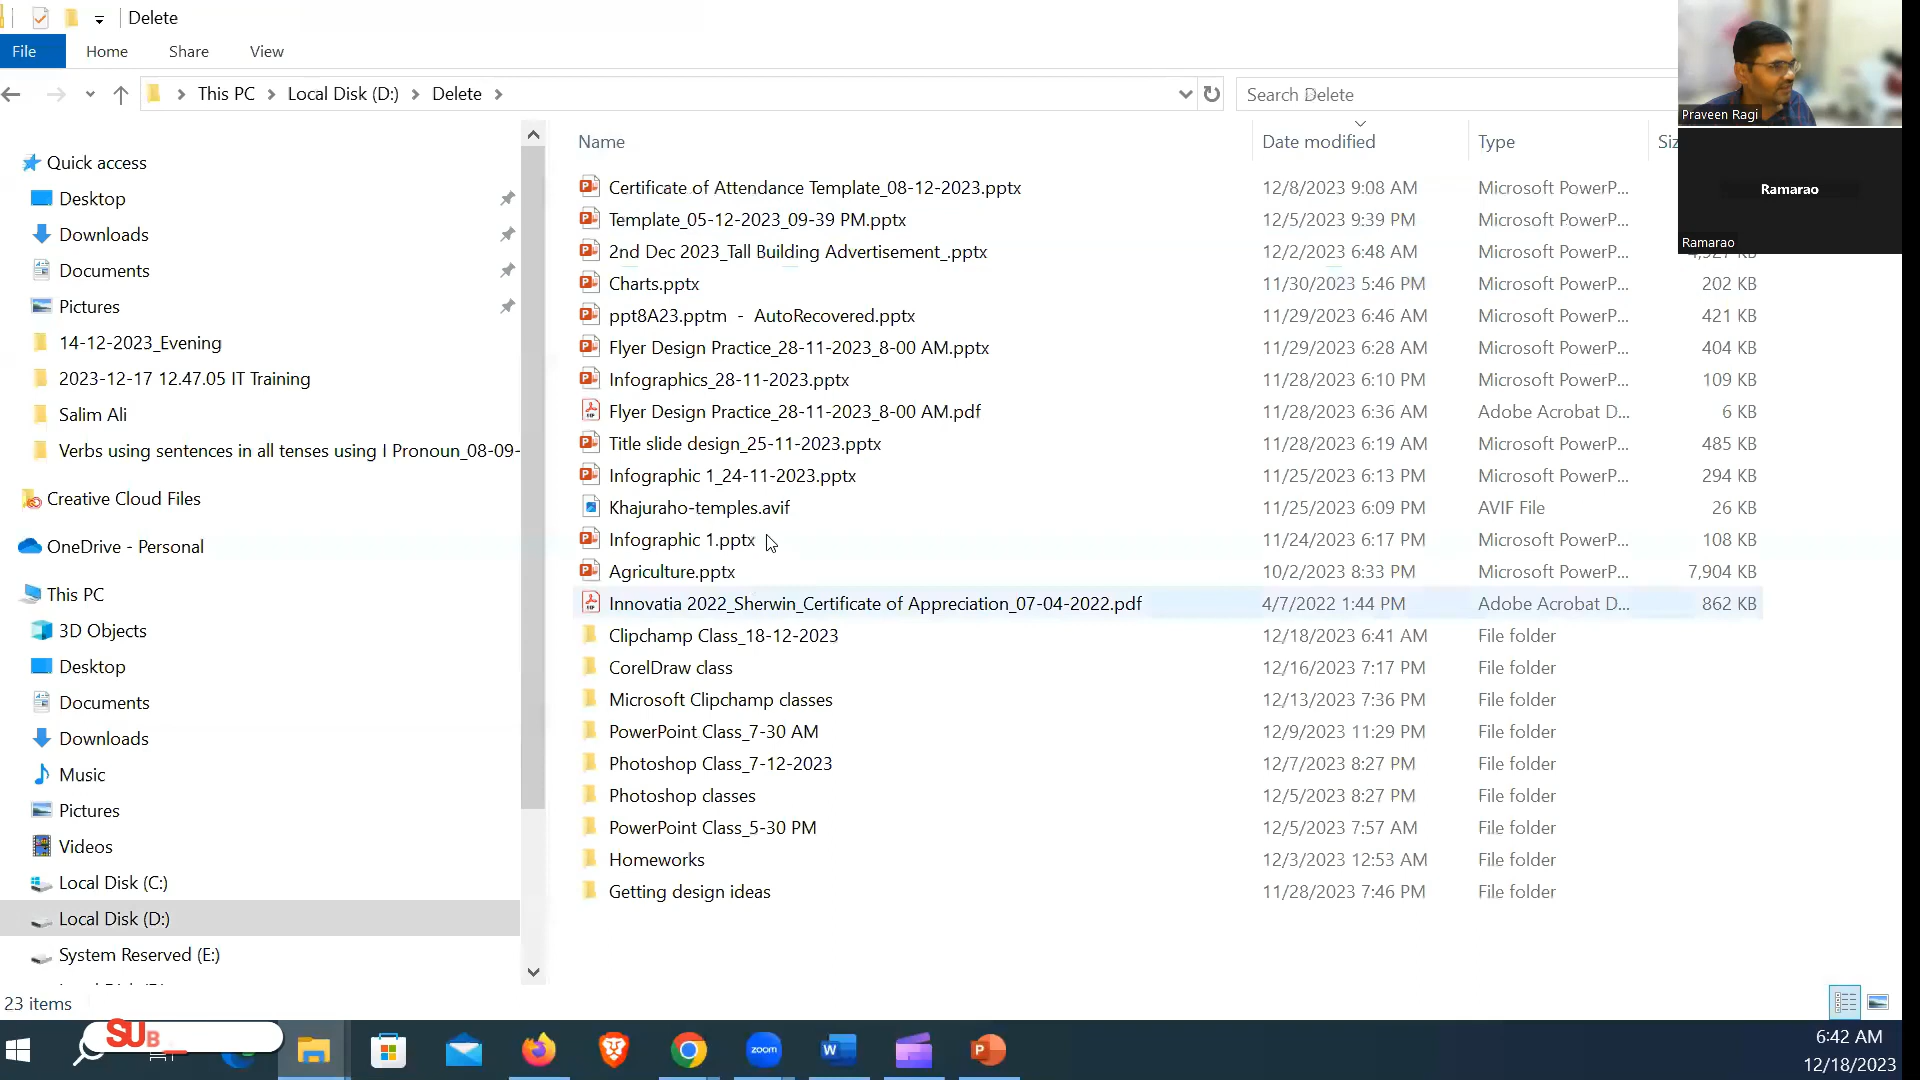 Delete
File Home Share View
This PC Local Disk (D:) Delete
Search Delete
Quick access
Desktop
Downloads
Documents
Pictures
14-12-2023_Evening
2023-12-17 12.47.05 IT Training
Salim Ali
Verbs using sentences in all tenses using I Pronoun_08-09-
Creative Cloud Files
OneDrive - Personal
This PC
3D Objects
Desktop
Documents
Downloads
Music
Pictures
Videos
Local Disk (C:)
Local Disk (D:)
System Reserved (E:)
Name Date modified Type Siz
Certificate of Attendance Template_08-12-2023.pptx 12/8/2023 9:08 AM Microsoft PowerP...
Template_05-12-2023_09-39 PM.pptx 12/5/2023 9:39 PM Microsoft PowerP...
2nd Dec 2023_Tall Building Advertisement_.pptx 12/2/2023 6:48 AM Microsoft PowerP...
Charts.pptx 11/30/2023 5:46 PM Microsoft PowerP... 202 KB
ppt8A23.pptm - AutoRecovered.pptx 11/29/2023 6:46 AM Microsoft PowerP... 421 KB
Flyer Design Practice_28-11-2023_8-00 AM.pptx 11/29/2023 6:28 AM Microsoft PowerP... 404 KB
Infographics_28-11-2023.pptx 11/28/2023 6:10 PM Microsoft PowerP... 109 KB
Flyer Design Practice_28-11-2023_8-00 AM.pdf 11/28/2023 6:36 AM Adobe Acrobat D... 6 KB
Title slide design_25-11-2023.pptx 11/28/2023 6:19 AM Microsoft PowerP... 485 KB
Infographic 1_24-11-2023.pptx 11/25/2023 6:13 PM Microsoft PowerP... 294 KB
Khajuraho-temples.avif 11/25/2023 6:09 PM AVIF File 26 KB
Infographic 1.pptx 11/24/2023 6:17 PM Microsoft PowerP... 108 KB
Agriculture.pptx 10/2/2023 8:33 PM Microsoft PowerP... 7,904 KB
Innovatia 2022_Sherwin_Certificate of Appreciation_07-04-2022.pdf 4/7/2022 1:44 PM Adobe Acrobat D... 862 KB
Clipchamp Class_18-12-2023 12/18/2023 6:41 AM File folder
CorelDraw class 12/16/2023 7:17 PM File folder
Microsoft Clipchamp classes 12/13/2023 7:36 PM File folder
PowerPoint Class_7-30 AM 12/9/2023 11:29 PM File folder
Photoshop Class_7-12-2023 12/7/2023 8:27 PM File folder
Photoshop classes 12/5/2023 8:27 PM File folder
PowerPoint Class_5-30 PM 12/5/2023 7:57 AM File folder
Homeworks 12/3/2023 12:53 AM File folder
Getting design ideas 11/28/2023 7:46 PM File folder
Praveen Ragi
Ramarao
Ramarao
23 items
SUB
zoom
6:42 AM
12/18/2023